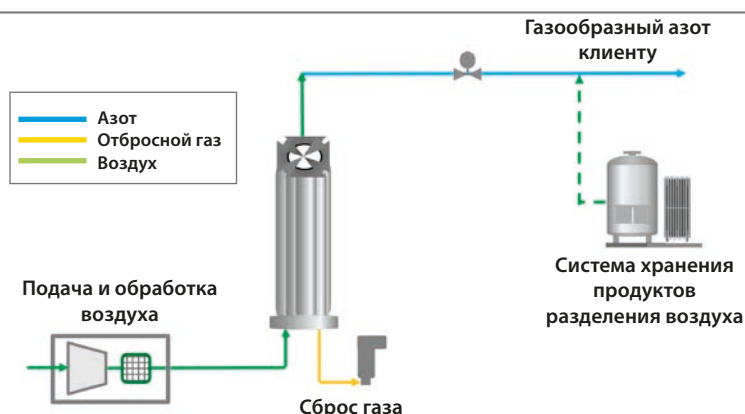 Газообразный азот
клиенту
Азот
Отбросной газ
Воздух
Подача и обработка
воздуха
Система хранения
продуктов
разделения воздуха
Сброс газа